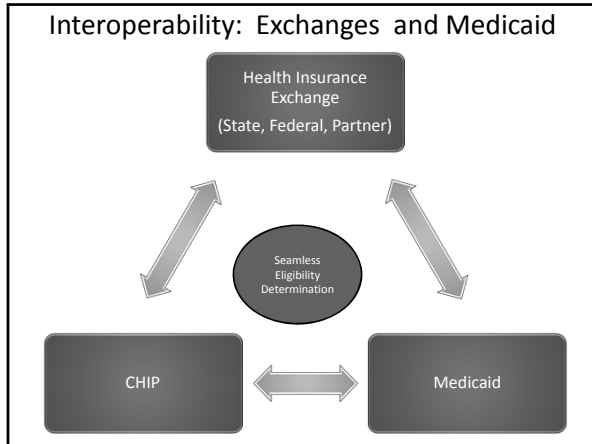 Interoperability: Exchanges and Medicaid
Health Insurance
Exchange
(State, Federal, Partner)
Seamless
Eligibility
Determination
CHIP
Medicaid